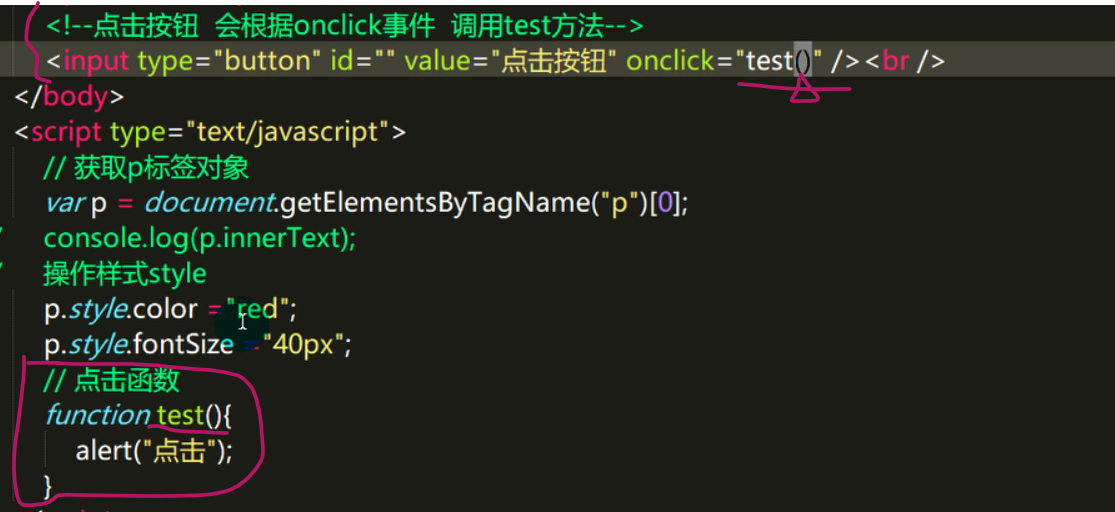 <!--点击按钮 会根据onclick事件 调用test方法-->
<input type="button" id="" value="点击按钮" onclick="test()" /><br />
</body>
<script type="text/javascript">
// 获取p标签对象
var p = document.getElementsByTagName("p")[0];
console.log(p.innerText);
操作样式style
p.style.color ="red";
p.style.fontSize ="40px";
// 点击函数
function test(){
alert("点击");
}